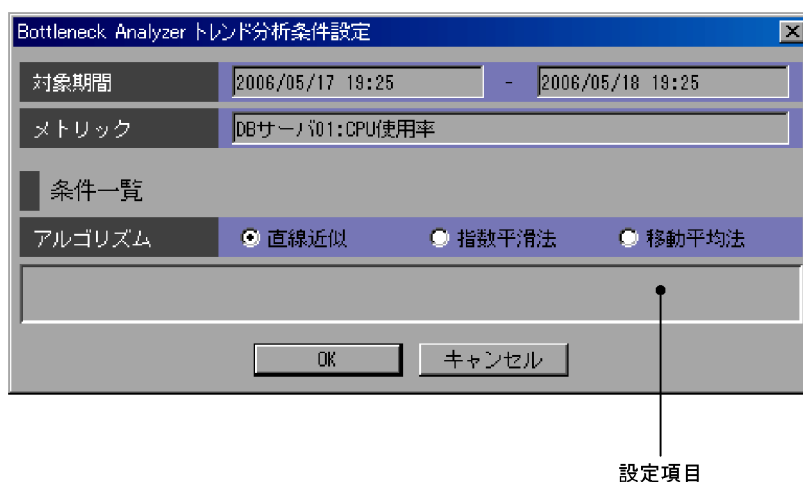 Bottleneck Analyzer トレンド分析条件設定
対象期間 2006/05/17 19:25 - 2006/05/18 19:25
メトリック DBサーバ01:CPU使用率
条件一覧
アルゴリズム 直線近似 指数平滑法 移動平均法
OK キャンセル
設定項目